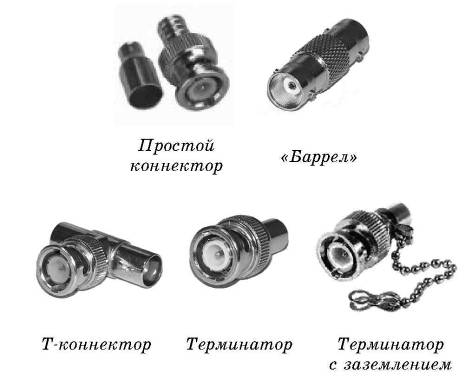 Простой
коннектор
«Баррел»
Т-коннектор
Терминатор
Терминатор
с заземлением